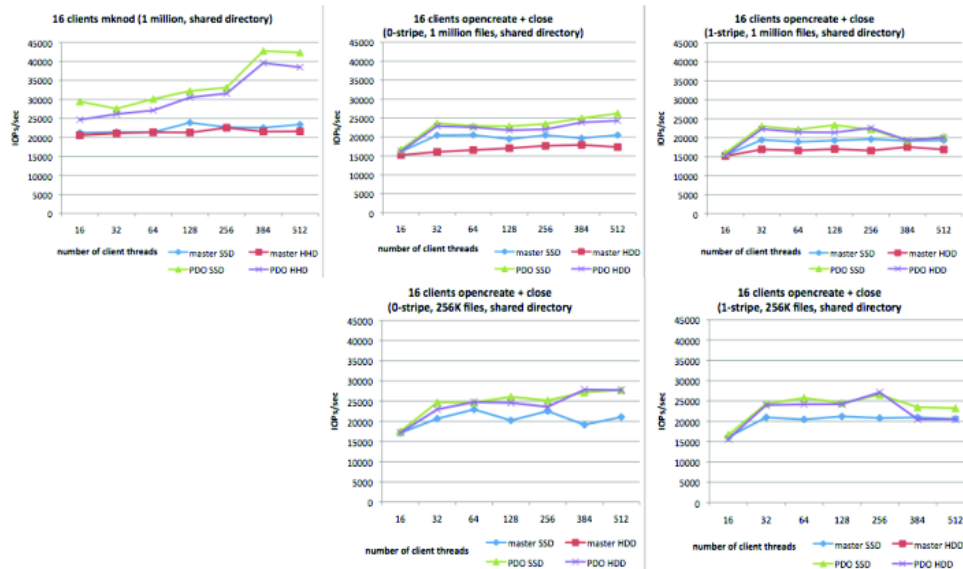 16 clients mknod (1 million, shared directory)
45000
40000
35000
30000
25000
20000
15000
10000
5000
0
IOPs/sec
16 32 64 128 256 384 512
number of client threads
master SSD master HHD
PDO SSD PDO HHD
16 clients opencreate + close
(0-stripe, 1 million files, shared directory)
45000
40000
35000
30000
25000
20000
15000
10000
5000
0
IOPs/sec
16 32 64 128 256 384 512
number of client threads
master SSD master HDD
PDO SSD PDO HDD
16 clients opencreate + close
(1-stripe, 1 million files, shared directory)
45000
40000
35000
30000
25000
20000
15000
10000
5000
0
IOPs/sec
16 32 64 128 256 384 512
number of client threads
master SSD master HDD
PDO SSD PDO HDD
16 clients opencreate + close
(0-stripe, 256K files, shared directory
45000
40000
35000
30000
25000
20000
15000
10000
5000
0
IOPs/sec
16 32 64 128 256 384 512
number of client threads
master SSD master HDD
PDO SSD PDO HDD
16 clients opencreate + close
(1-stripe, 256K files, shared directory
45000
40000
35000
30000
25000
20000
15000
10000
5000
0
IOPs/sec
16 32 64 128 256 384 512
number of client threads
master SSD master HDD
PDO SSD PDO HDD